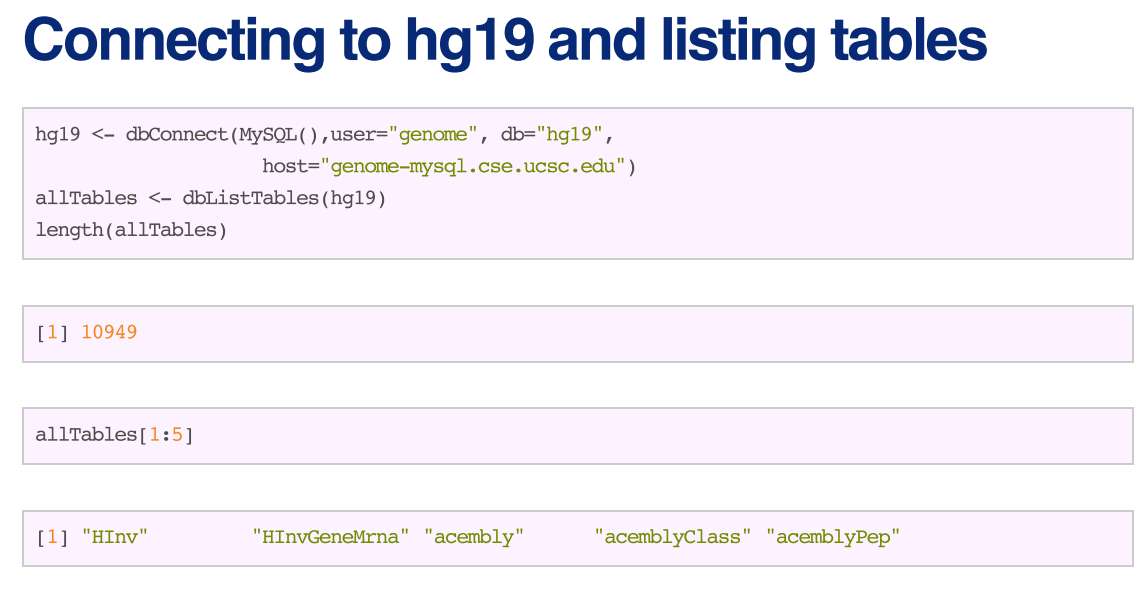 Connecting to hg19 and listing tables
hg19 <- dbConnect(MySQL(),user="genome", db="hg19",
                    host="genome-mysql.cse.ucsc.edu")
allTables <- dbListTables(hg19)
length(allTables)
[1] 10949
allTables[1:5]
[1] "HInv"         "HInvGeneMrna" "acembly"      "acemblyClass" "acemblyPep"